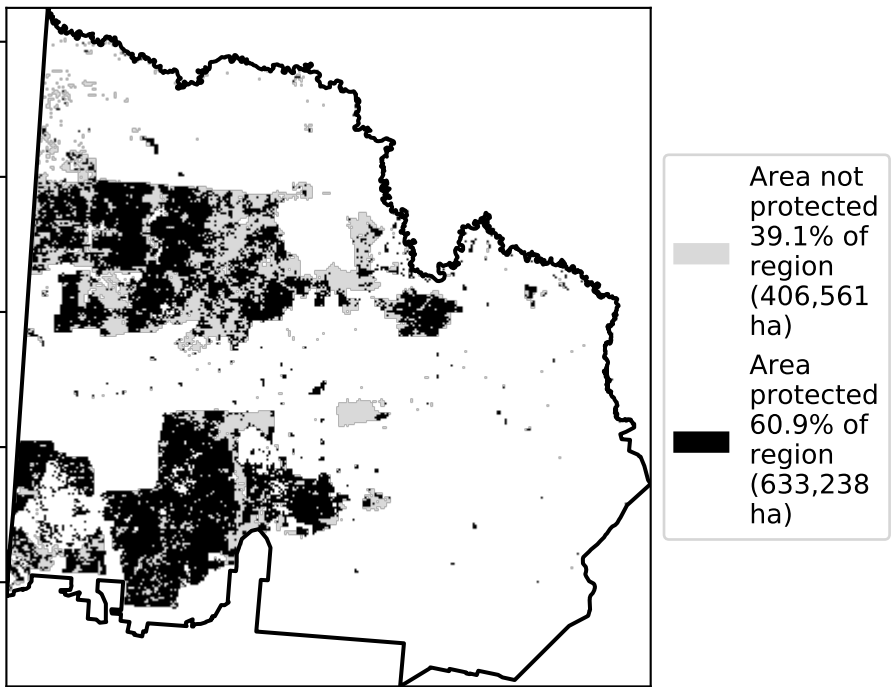 Area not
protected
39.1% of
region
(406,561
ha)
Area
protected
60.9% of
region
(633,238
ha)